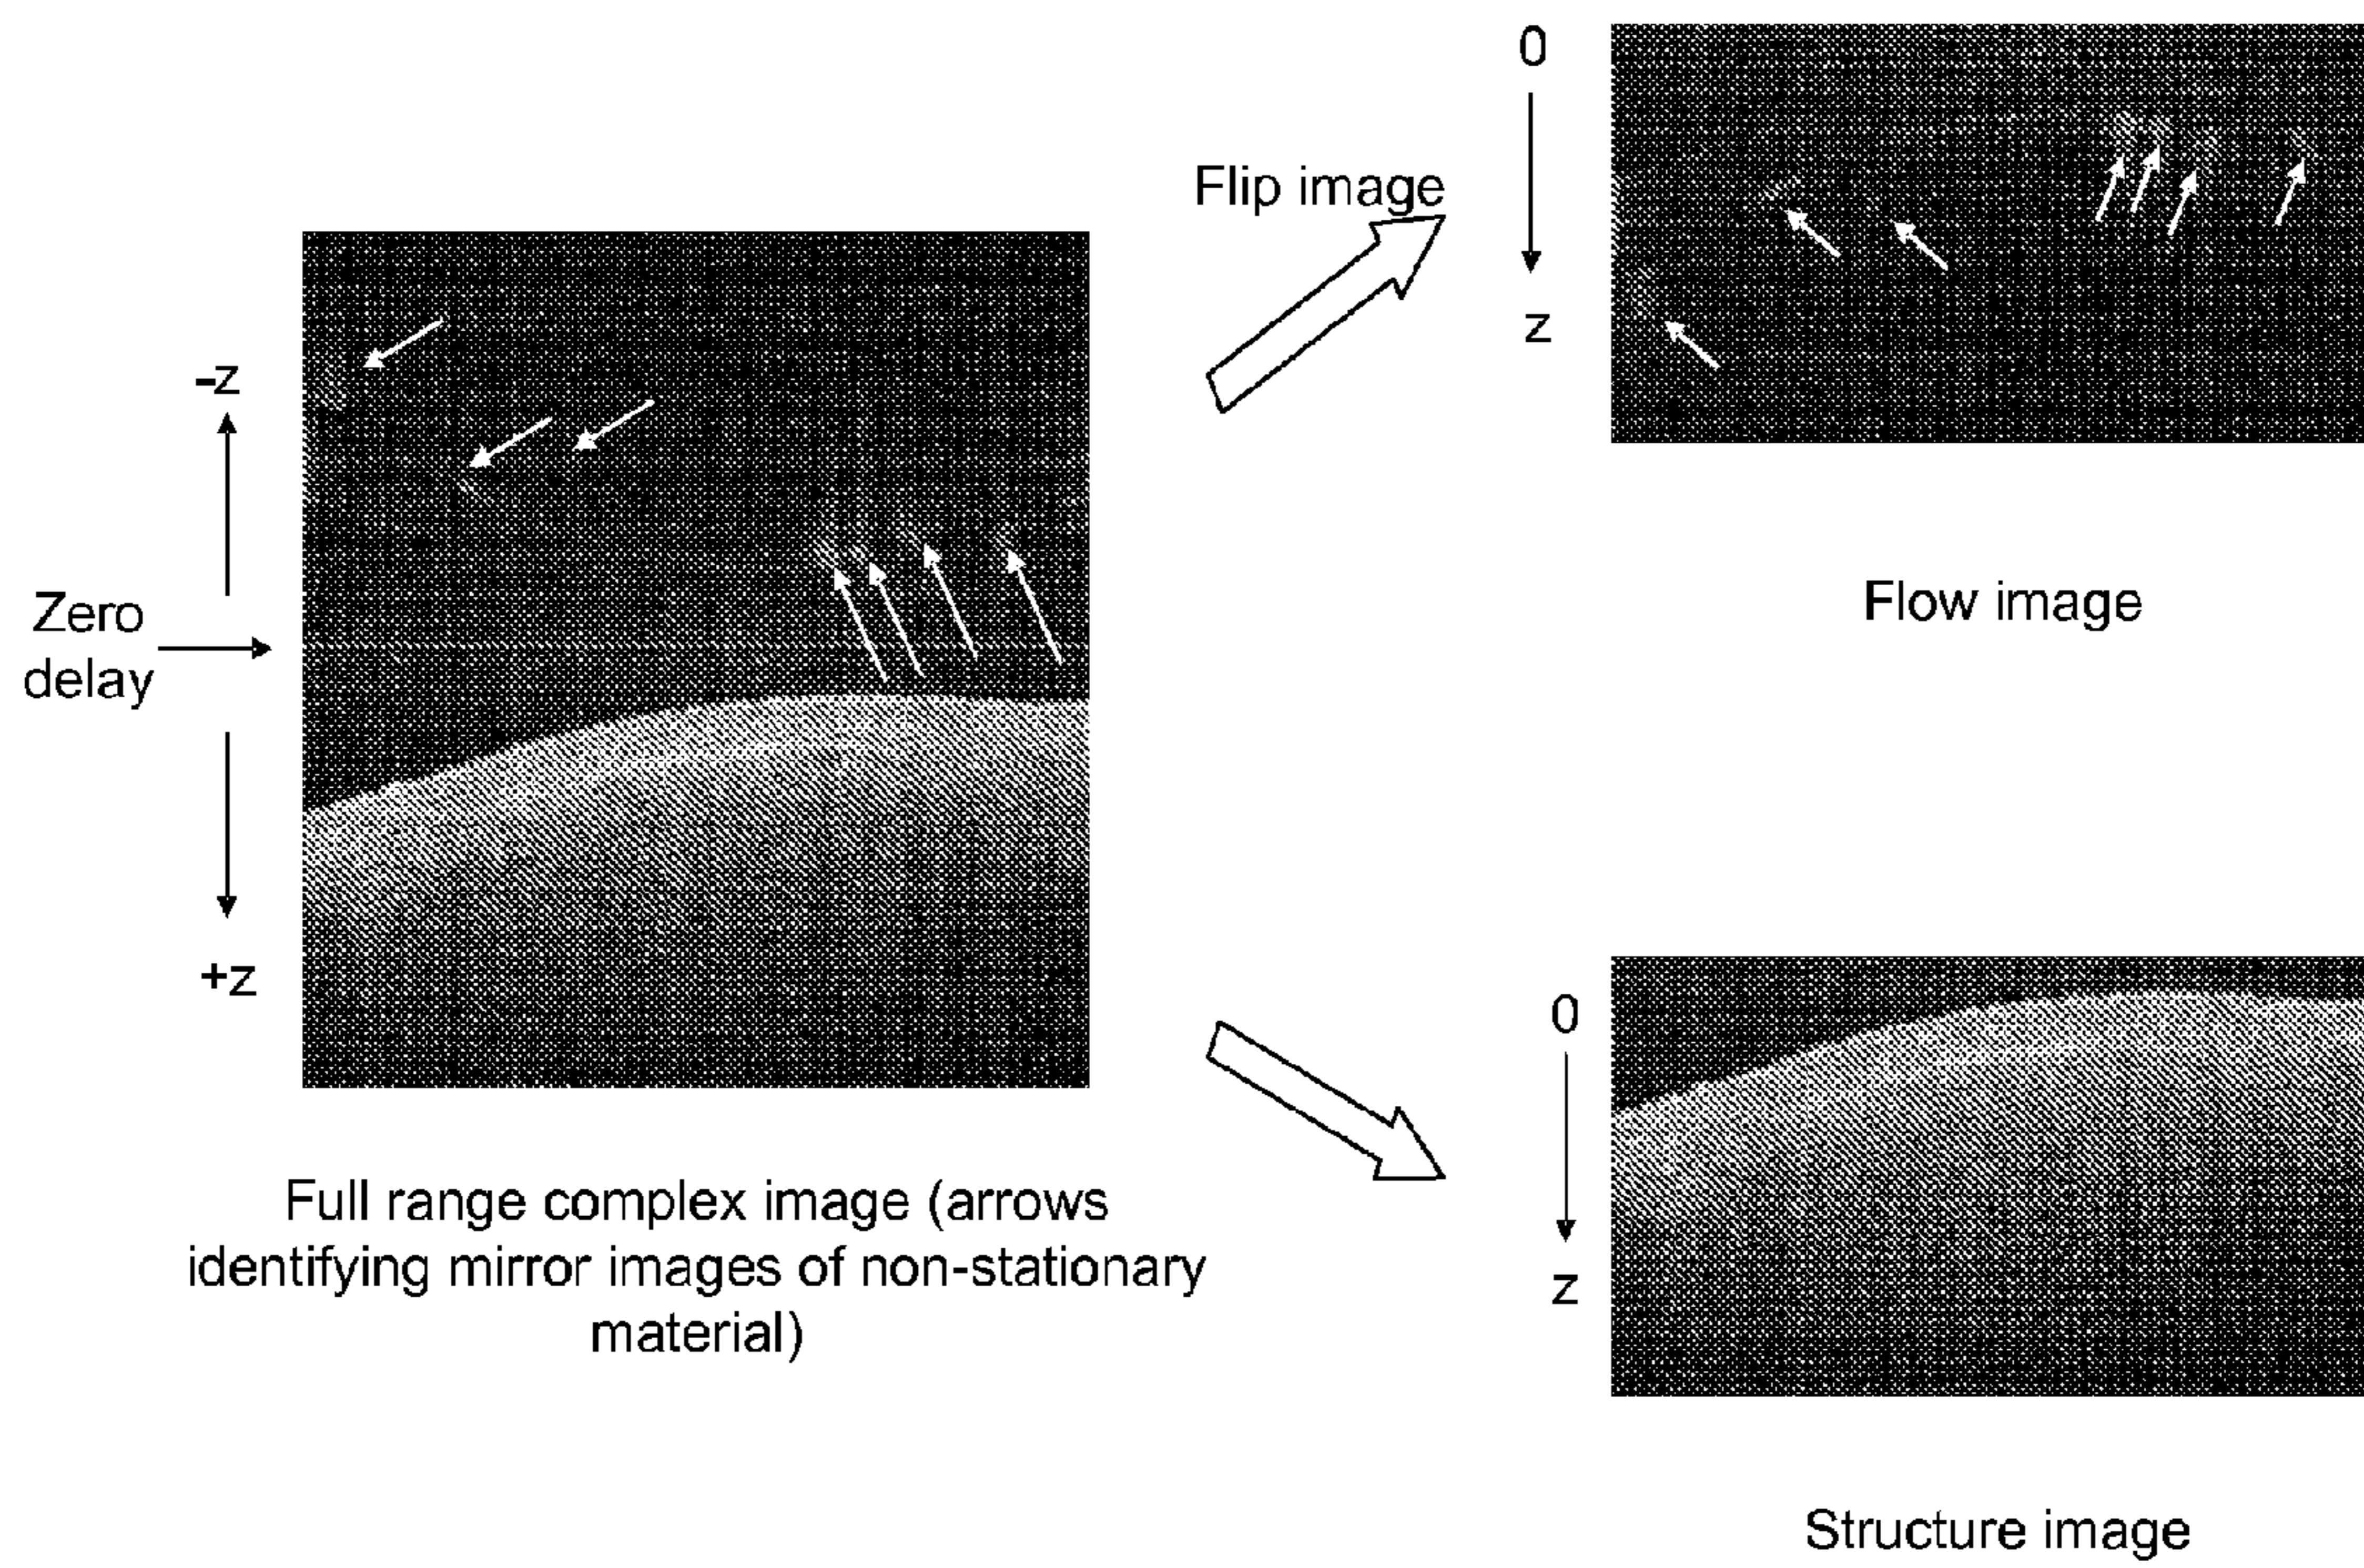 0
Flip image
z
Flow image
-z
Zero
delay
+z
Full range complex image (arrows
identifying mirror images of non-stationary
material)
0
z
Structure image